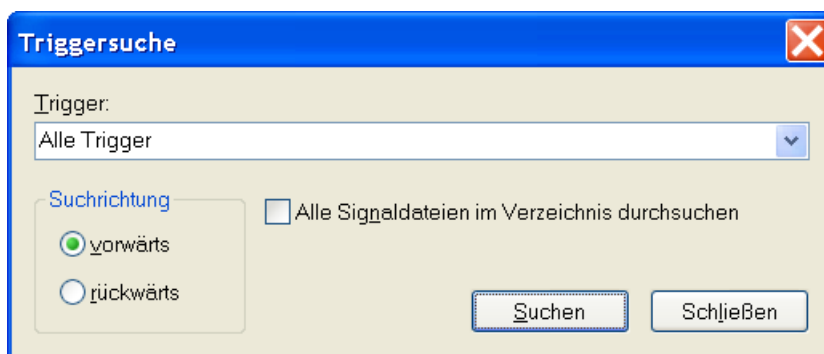 Triggersuche
Trigger:
Alle Trigger
Suchrichtung
vorwärts
rückwärts
Alle Signaldateien im Verzeichnis durchsuchen
Suchen
Schließen